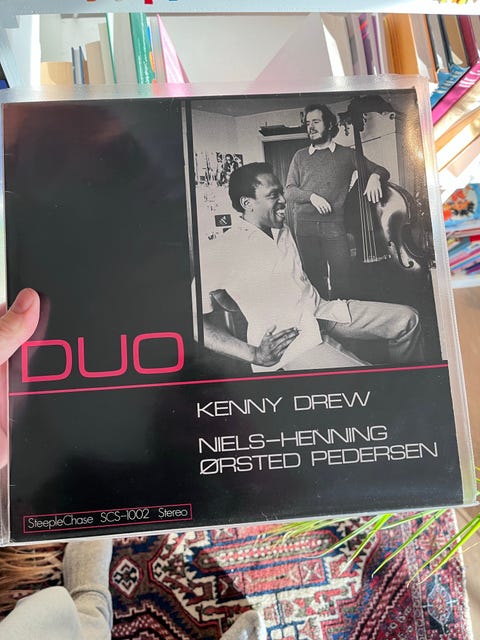 DUO
KENNY DREW
NIELS-HENNING
ØRSTED PEDERSEN
SteepleChase SCS-1002 Stereo